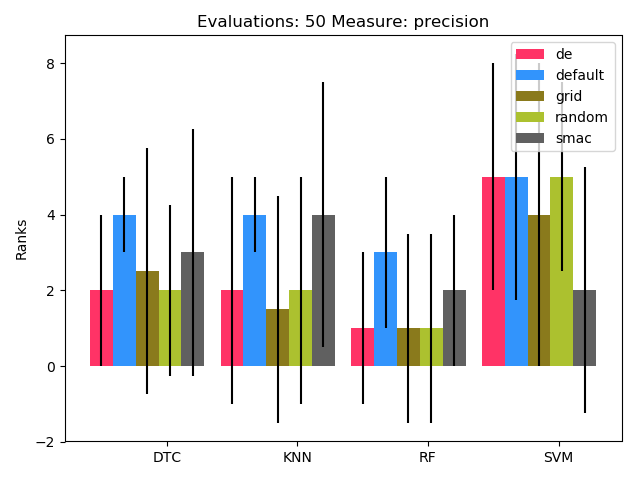 Evaluations: 50 Measure: precision
de
default
grid
random
smac
Ranks
8
6
4
2
0
−2
DTC KNN RF SVM